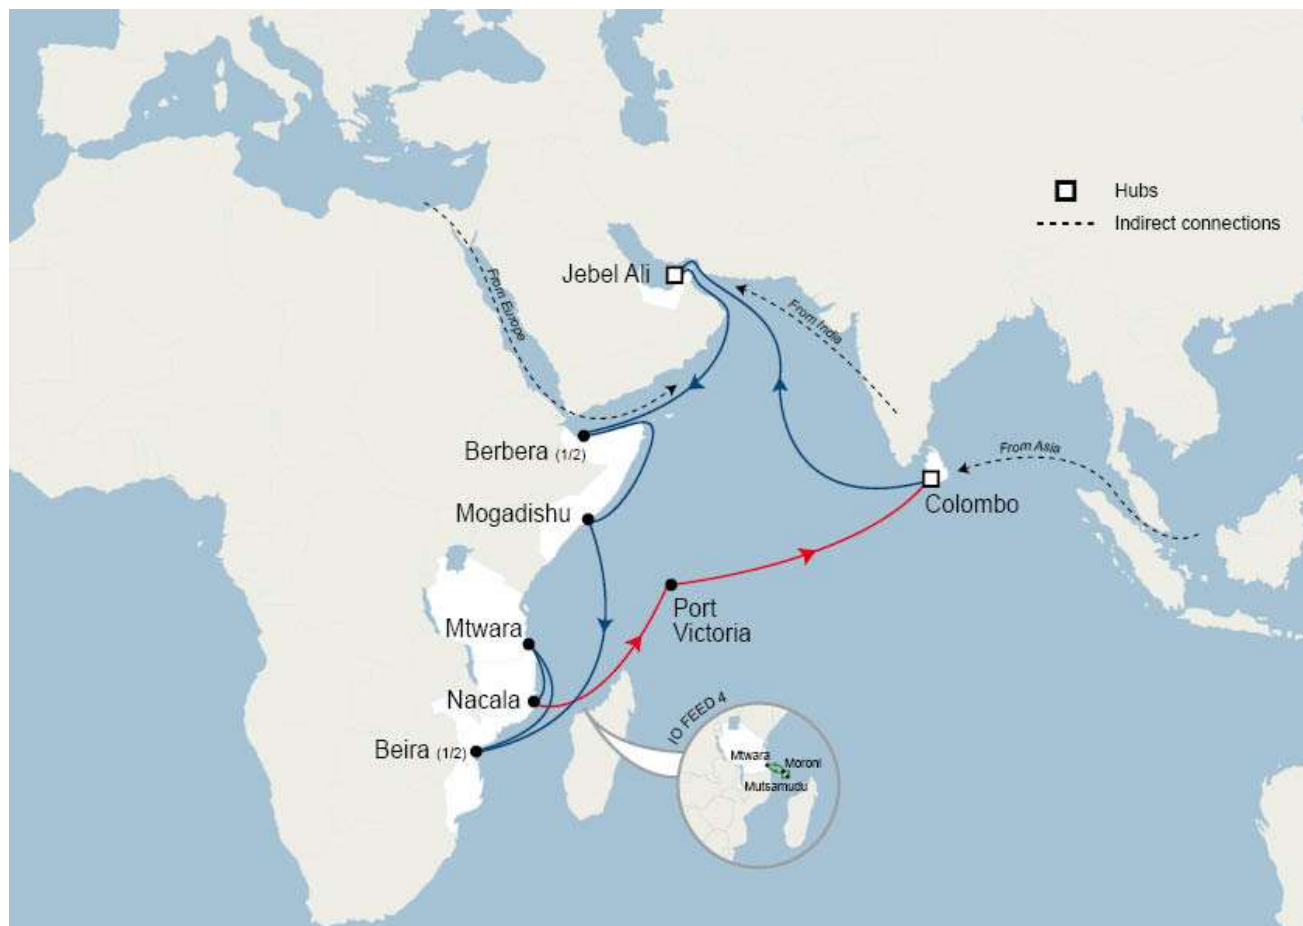 Hubs
Indirect connections
Jebel Ali
From Europe
From India
Berbera (1/2)
From Asia
Colombo
Mogadishu
Port
Victoria
Mtwara
Nacala
IO FEED 4
Beira (1/2)
Mtwara
Moroni
Mutsamudu